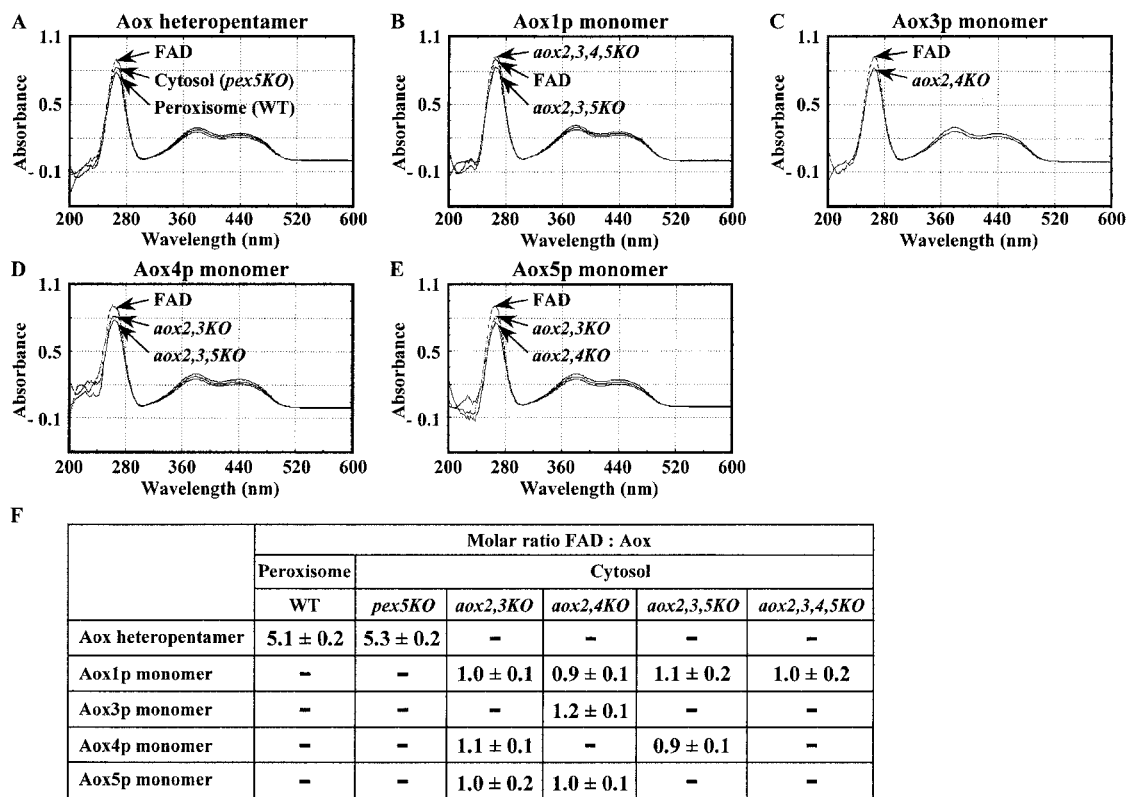 A Aox heteropentamer
1.1
0.5
- 0.1
Absorbance
FAD
Cytosol (pex5KO)
Peroxisome (WT)
200 280 360 440 520 600
Wavelength (nm)
B Aox1p monomer
1.1
0.5
- 0.1
Absorbance
aox2,3,4,5KO
FAD
aox2,3,5KO
200 280 360 440 520 600
Wavelength (nm)
C Aox3p monomer
1.1
0.5
- 0.1
Absorbance
FAD
aox2,4KO
200 280 360 440 520 600
Wavelength (nm)
D Aox4p monomer
1.1
0.5
- 0.1
Absorbance
FAD
aox2,3KO
aox2,3,5KO
200 280 360 440 520 600
Wavelength (nm)
E Aox5p monomer
1.1
0.5
- 0.1
Absorbance
FAD
aox2,3KO
aox2,4KO
200 280 360 440 520 600
Wavelength (nm)
F
Molar ratio FAD : Aox
Peroxisome Cytosol
WT pex5KO aox2,3KO aox2,4KO aox2,3,5KO aox2,3,4,5KO
Aox heteropentamer 5.1 ± 0.2 5.3 ± 0.2 – – – –
Aox1p monomer – – 1.0 ± 0.1 0.9 ± 0.1 1.1 ± 0.2 1.0 ± 0.2
Aox3p monomer – – – 1.2 ± 0.1 – –
Aox4p monomer – – 1.1 ± 0.1 – 0.9 ± 0.1 –
Aox5p monomer – – 1.0 ± 0.2 1.0 ± 0.1 – –